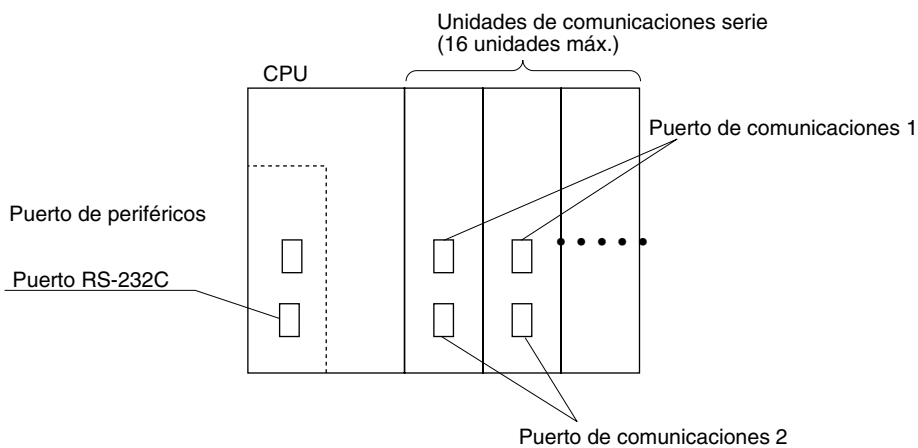 Unidades de comunicaciones serie
(16 unidades máx.)
CPU
Puerto de comunicaciones 1
Puerto de periféricos
Puerto RS-232C
Puerto de comunicaciones 2